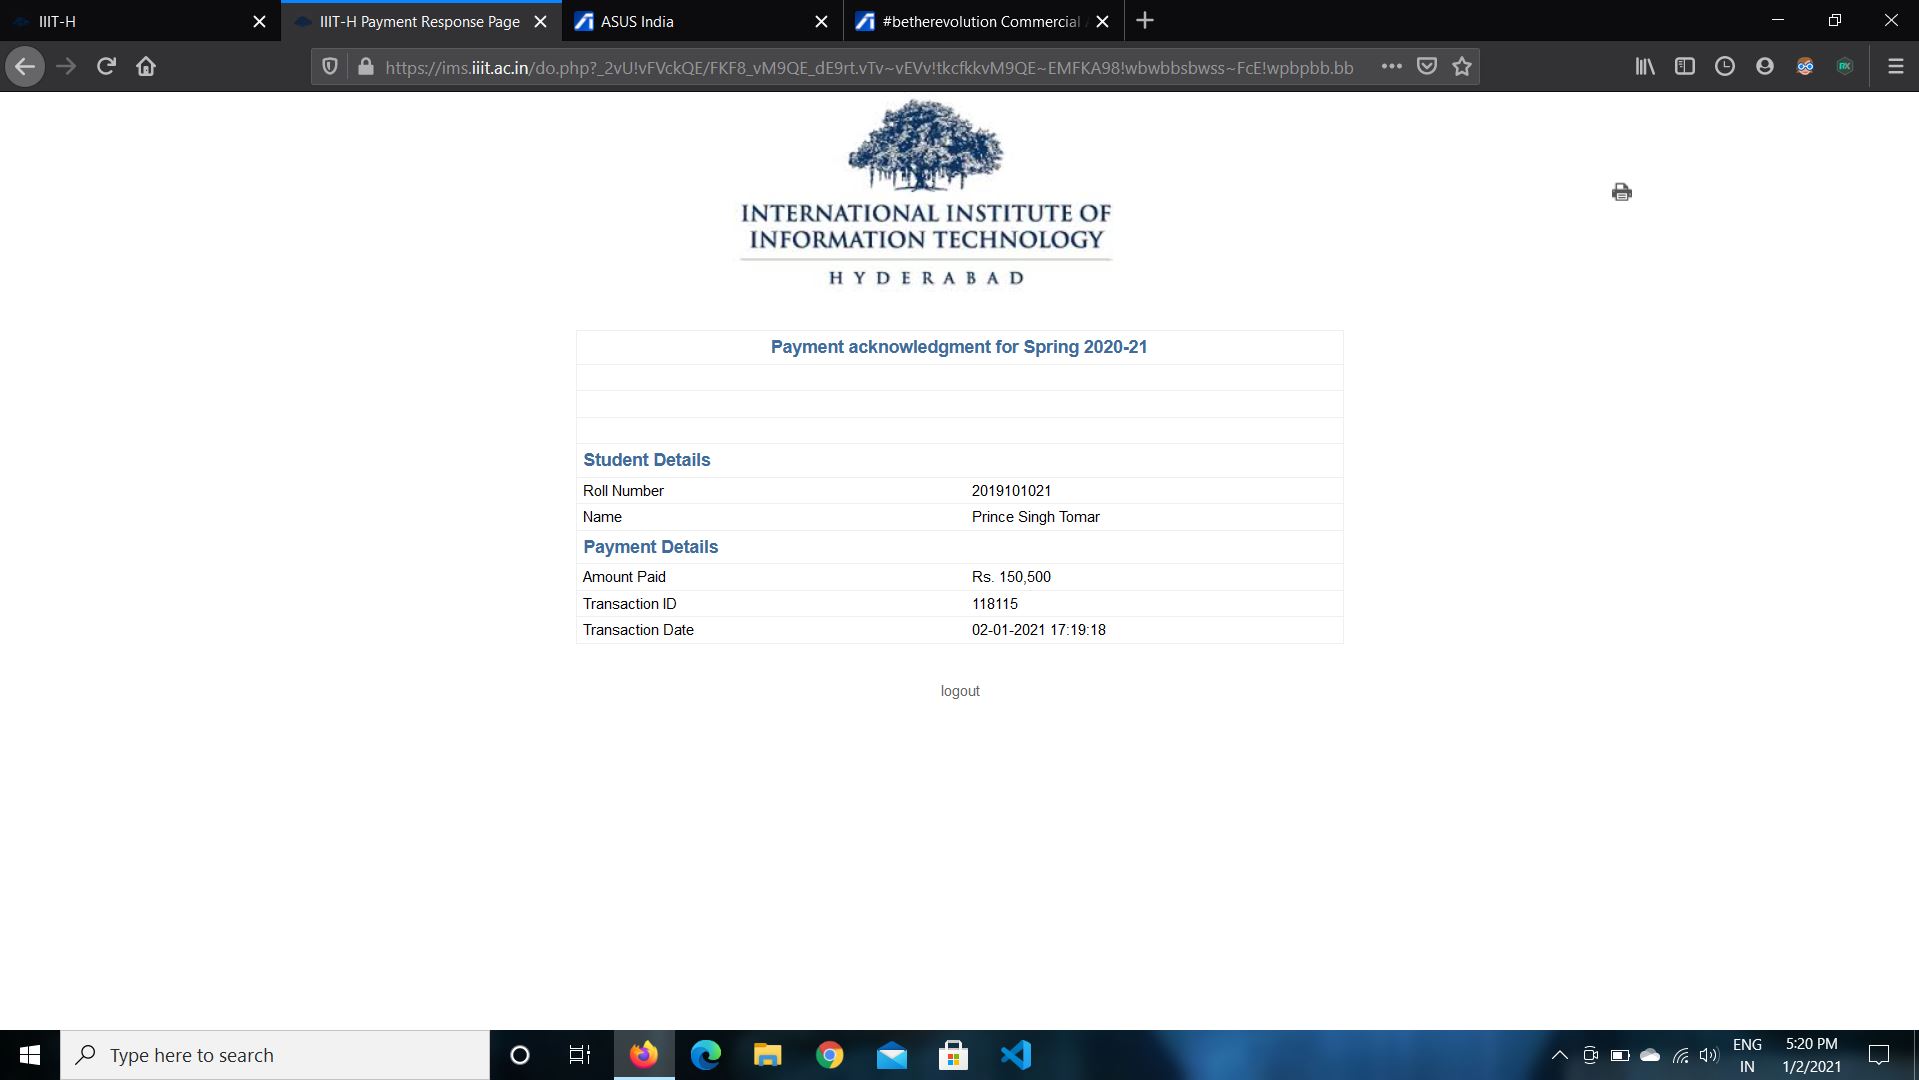 IIIT-H
IIIT-H Payment Response Page
ASUS India
#betherevolution Commercial
https://ims.iiit.ac.in/do.php?_2vU!vFVckQE/FKF8_vM9QE_dE9rt.vTv~vEVv!tkcfkkvM9QE~EMFKA98!wbwbbsbwss~FcE!wpbpbb.bb
INTERNATIONAL INSTITUTE OF
INFORMATION TECHNOLOGY
HYDERABAD
Payment acknowledgment for Spring 2020-21
Student Details
Roll Number 2019101021
Name Prince Singh Tomar
Payment Details
Amount Paid Rs. 150,500
Transaction ID 118115
Transaction Date 02-01-2021 17:19:18
logout
Type here to search
ENG
IN
5:20 PM
1/2/2021